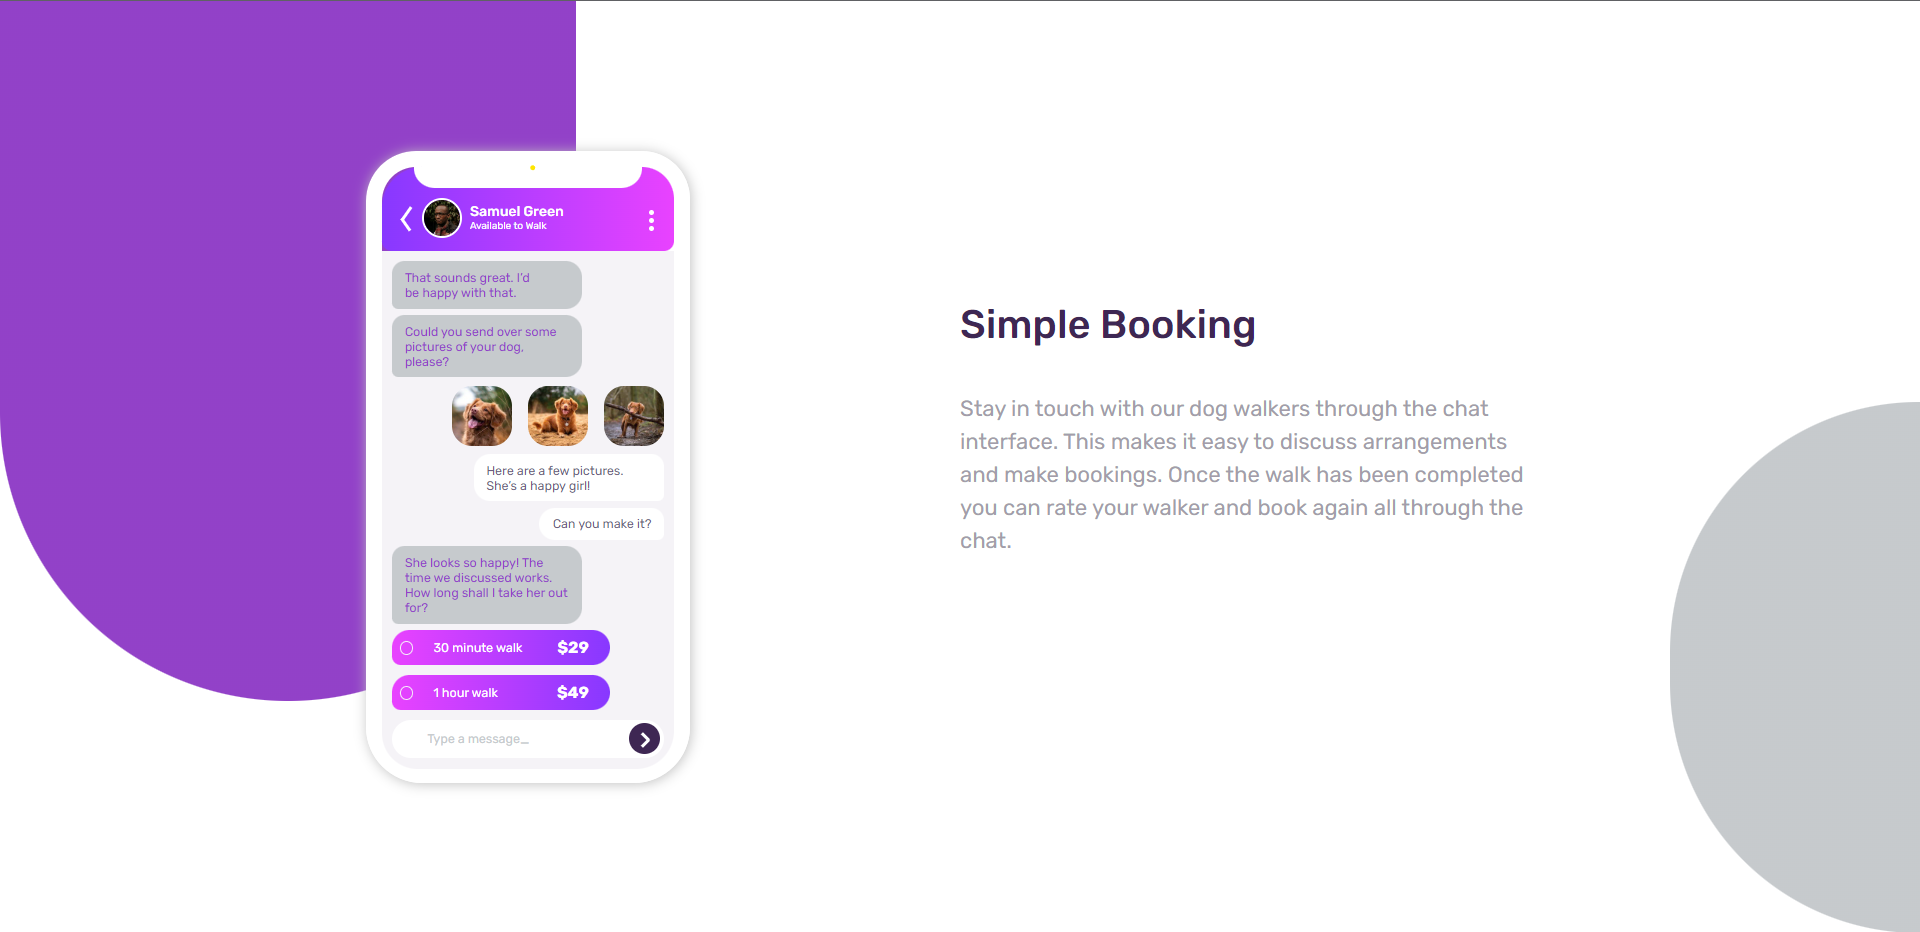 Samuel Green
Available to Walk
That sounds great. I’d
be happy with that.
Could you send over some
pictures of your dog,
please?
Here are a few pictures.
She’s a happy girl!
Can you make it?
She looks so happy! The
time we discussed works.
How long shall I take her out
for?
30 minute walk $29
1 hour walk $49
Type a message_
Simple Booking
Stay in touch with our dog walkers through the chat
interface. This makes it easy to discuss arrangements
and make bookings. Once the walk has been completed
you can rate your walker and book again all through the
chat.